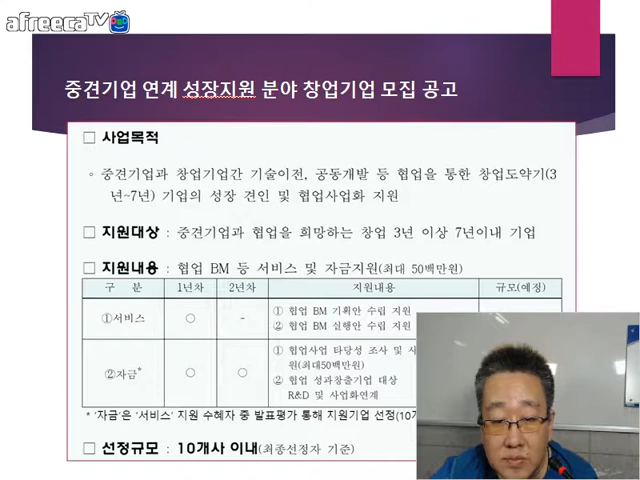 afreecaTV
중견기업 연계 성장지원 분야 창업기업 모집 공고
□ 사업목적
◦ 중견기업과 창업기업간 기술이전, 공동개발 등 협업을 통한 창업도약기(3
년~7년) 기업의 성장 견인 및 협업사업화 지원
□ 지원대상 : 중견기업과 협업을 희망하는 창업 3년 이상 7년이내 기업
□ 지원내용 : 협업 BM 등 서비스 및 자금지원(최대 50백만원)
구 분 1년차 2년차 지원내용 규모(예정)
①서비스 ○ - ① 협업 BM 기획안 수립 지원
② 협업 BM 실행안 수립 지원
②자금* ○ ○ ① 협업사업 타당성 조사 및 사
원(최대50백만원)
② 협업 성과창출기업 대상
R&D 및 사업화연계
* '자금'은 '서비스' 지원 수혜자 중 발표평가 통해 지원기업 선정(10개
□ 선정규모 : 10개사 이내(최종선정자 기준)